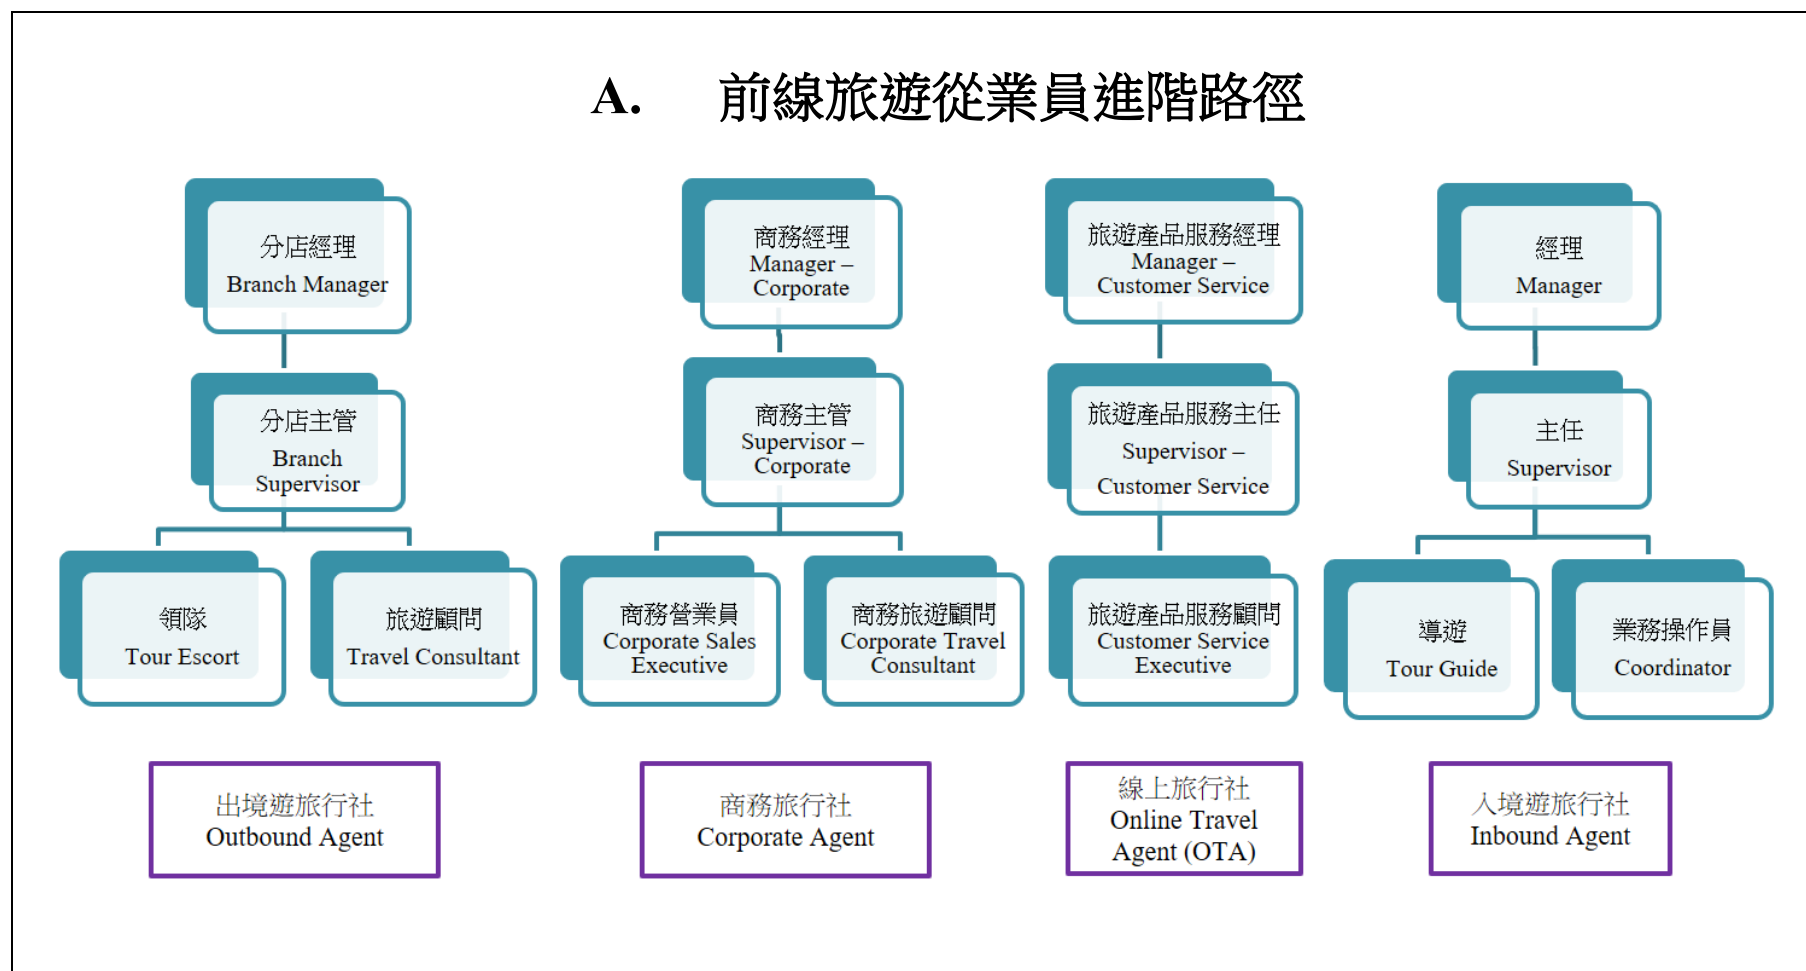 A. 前線旅遊從業員進階路徑
分店經理
Branch Manager
分店主管
Branch
Supervisor
領隊
Tour Escort
旅遊顧問
Travel Consultant
出境遊旅行社
Outbound Agent
商務經理
Manager –
Corporate
商務主管
Supervisor –
Corporate
商務營業員
Corporate Sales
Executive
商務旅遊顧問
Corporate Travel
Consultant
商務旅行社
Corporate Agent
旅遊產品服務經理
Manager –
Customer Service
旅遊產品服務主任
Supervisor –
Customer Service
旅遊產品服務顧問
Customer Service
Executive
線上旅行社
Online Travel
Agent (OTA)
經理
Manager
主任
Supervisor
導遊
Tour Guide
業務操作員
Coordinator
入境遊旅行社
Inbound Agent